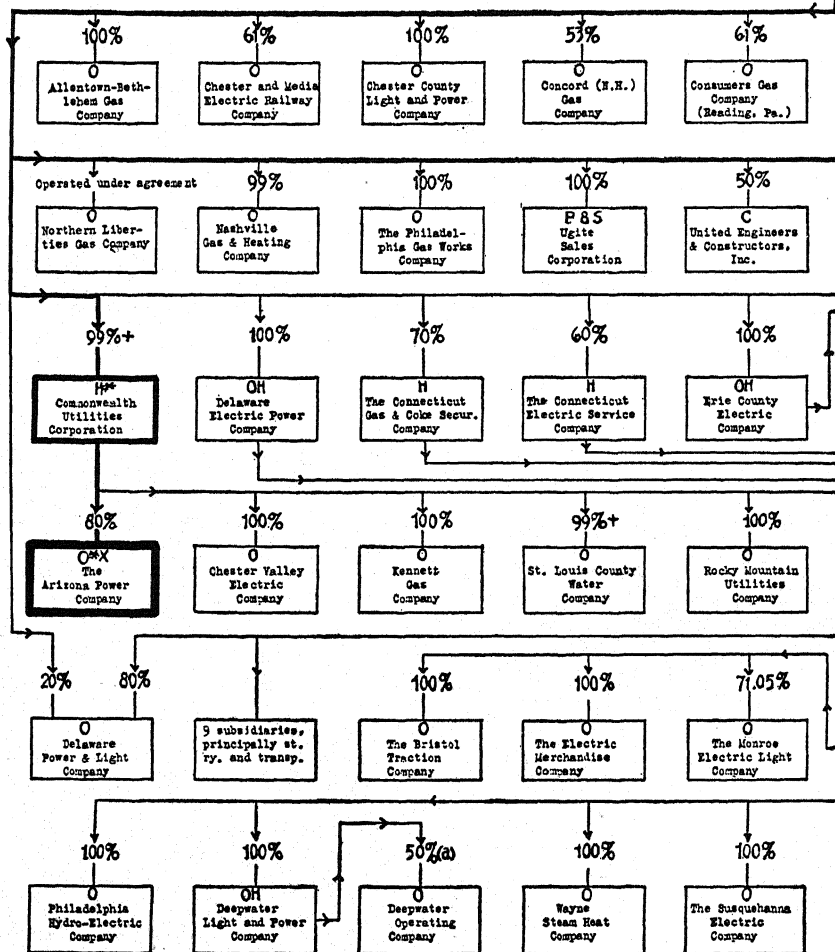 100%
61%
100%
53%
61%
O
Allentown-Beth-
lehem Gas
Company
O
Chester and Media
Electric Railway
Company
O
Chester County
Light and Power
Company
O
Concord (N.H.)
Gas
Company
O
Consumers Gas
Company
(Reading, Pa.)
Operated under agreement
99%
100%
100%
50%
O
Northern Liber-
ties Gas Company
O
Nashville
Gas & Heating
Company
O
The Philadel-
phia Gas Works
Company
P & S
Ugite
Sales
Corporation
C
United Engineers
& Constructors,
Inc.
99%+
100%
70%
60%
100%
H**
Commonwealth
Utilities
Corporation
OH
Delaware
Electric Power
Company
H
The Connecticut
Gas & Coke Secur.
Company
H
The Connecticut
Electric Service
Company
OH
Erie County
Electric
Company
80%
100%
100%
99%+
100%
O**X
The
Arizona Power
Company
O
Chester Valley
Electric
Company
O
Kennett
Gas
Company
O
St. Louis County
Water
Company
O
Rocky Mountain
Utilities
Company
20%
80%
100%
100%
71.05%
O
Delaware
Power & Light
Company
9 subsidiaries,
principally st.
ry. and transp.
O
The Bristol
Traction
Company
O
The Electric
Merchandise
Company
O
The Monroe
Electric Light
Company
100%
100%
50%(a)
100%
100%
O
Philadelphia
Hydro-Electric
Company
OH
Deepwater
Light and Power
Company
O
Deepwater
Operating
Company
O
Wayne
Steam Heat
Company
O
The Susquehanna
Electric
Company